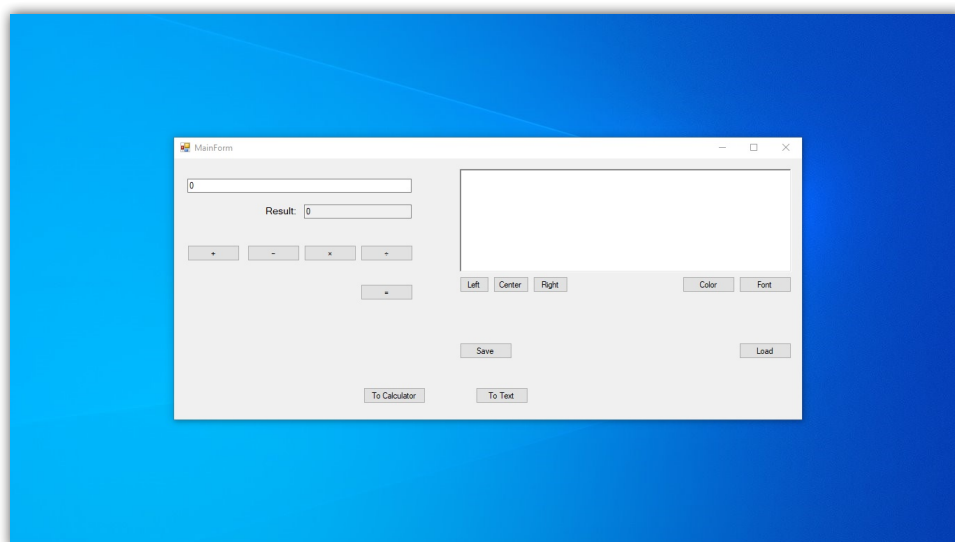 MainForm
0
Result: 0
+ − × ÷
=
Left Center Right Color Font
Save Load
To Calculator To Text